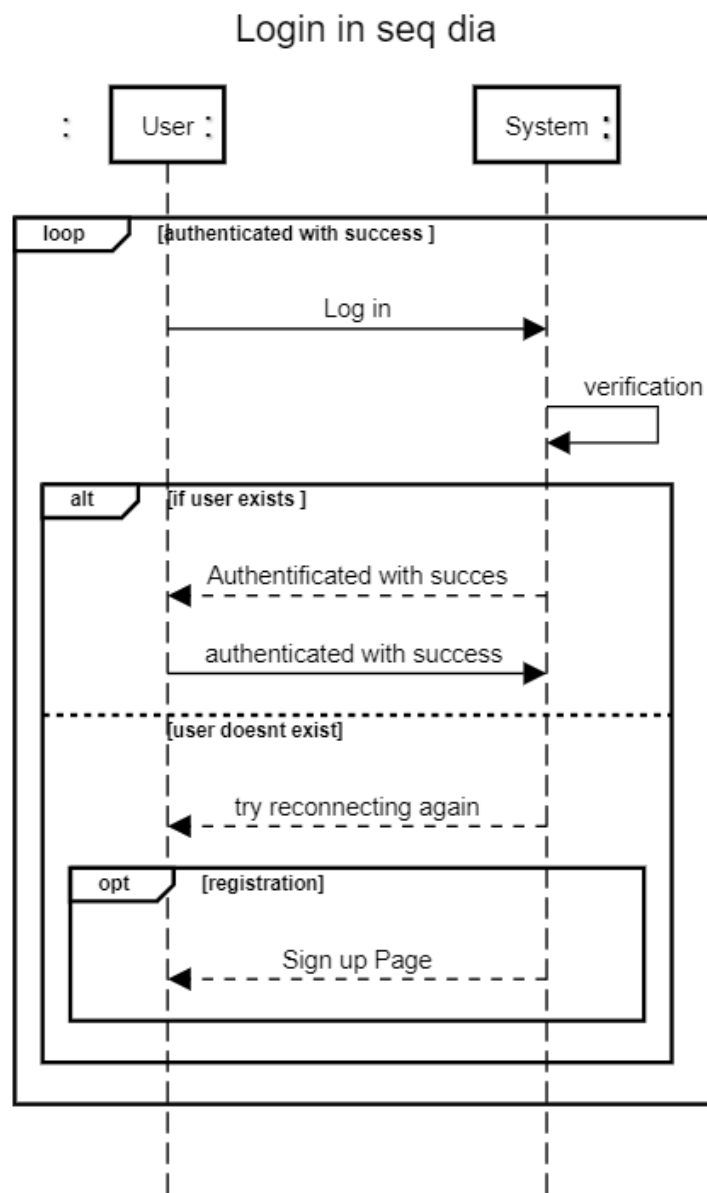 Login in seq dia
: User : System :
loop [authenticated with success ]
Log in
verification
alt [if user exists ]
Authentificated with succes
authenticated with success
[user doesnt exist]
try reconnecting again
opt [registration]
Sign up Page